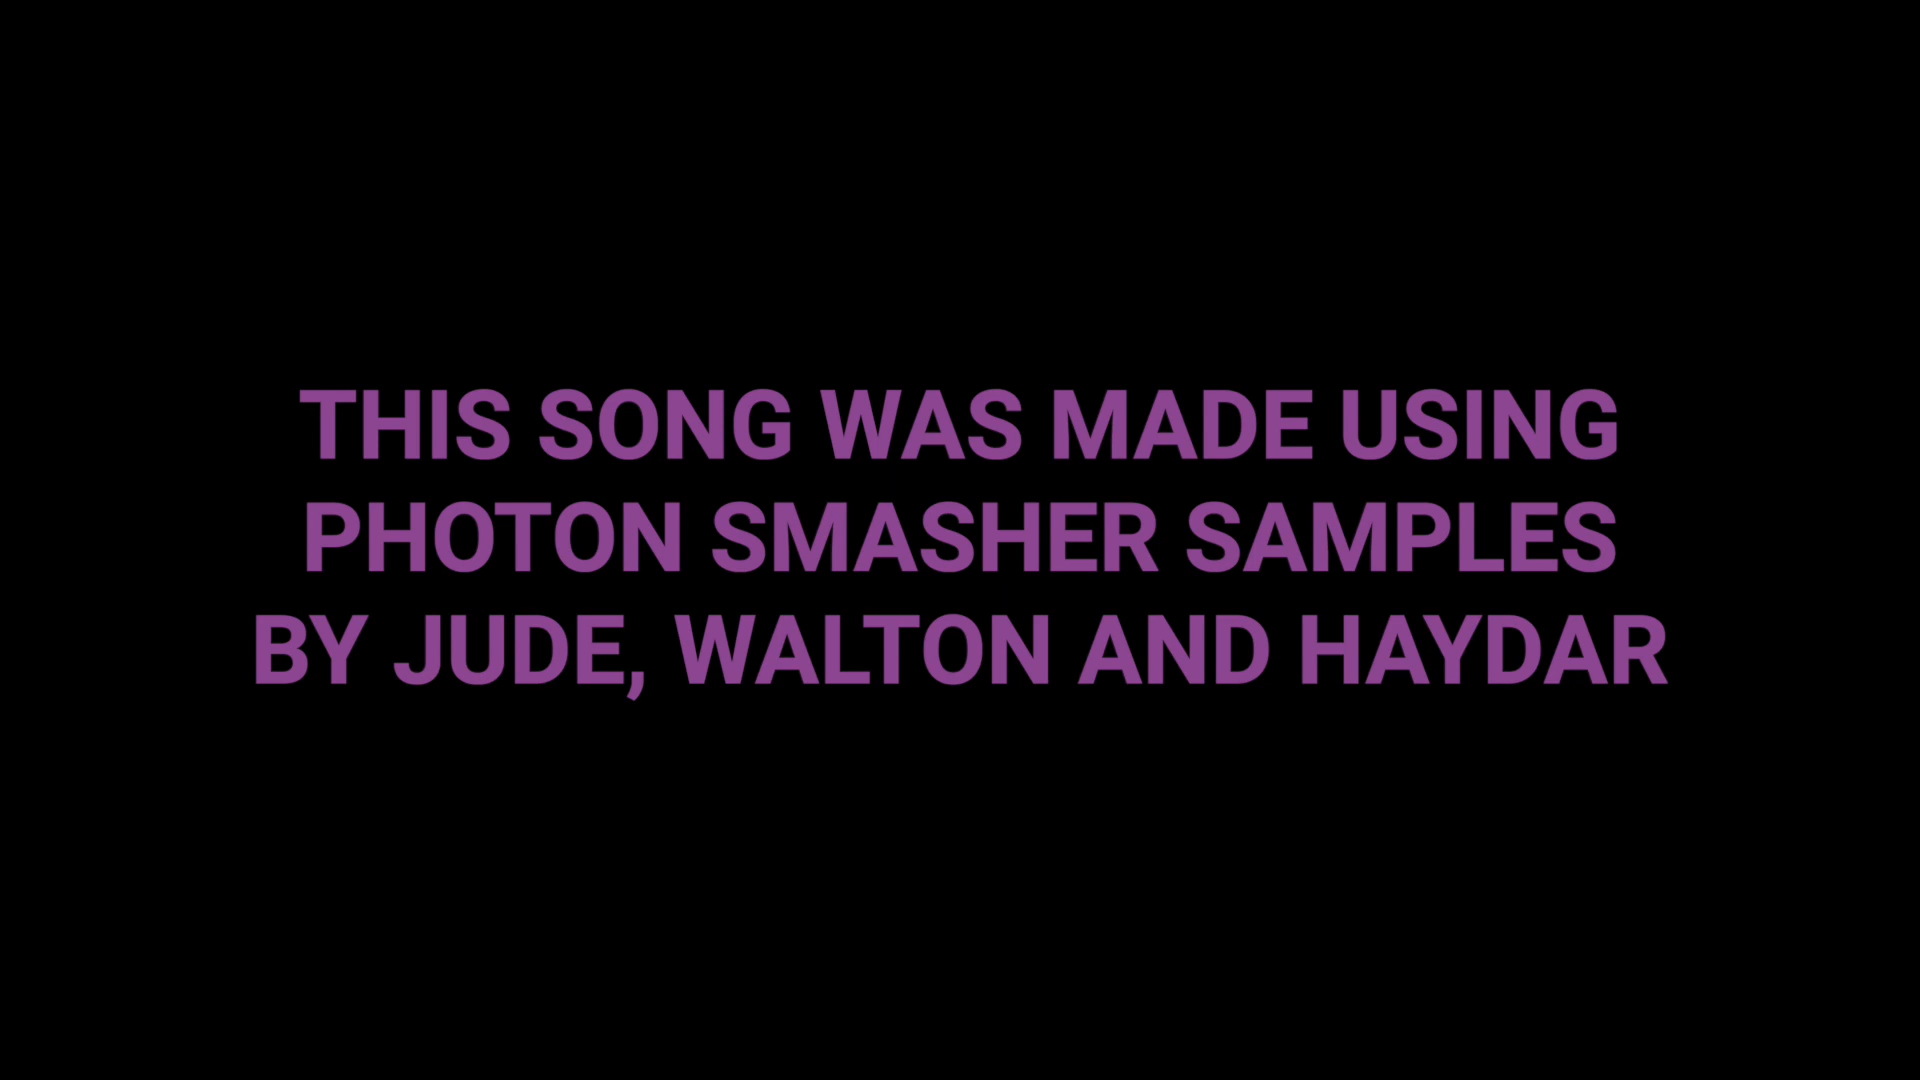 THIS SONG WAS MADE USING
PHOTON SMASHER SAMPLES
BY JUDE, WALTON AND HAYDAR